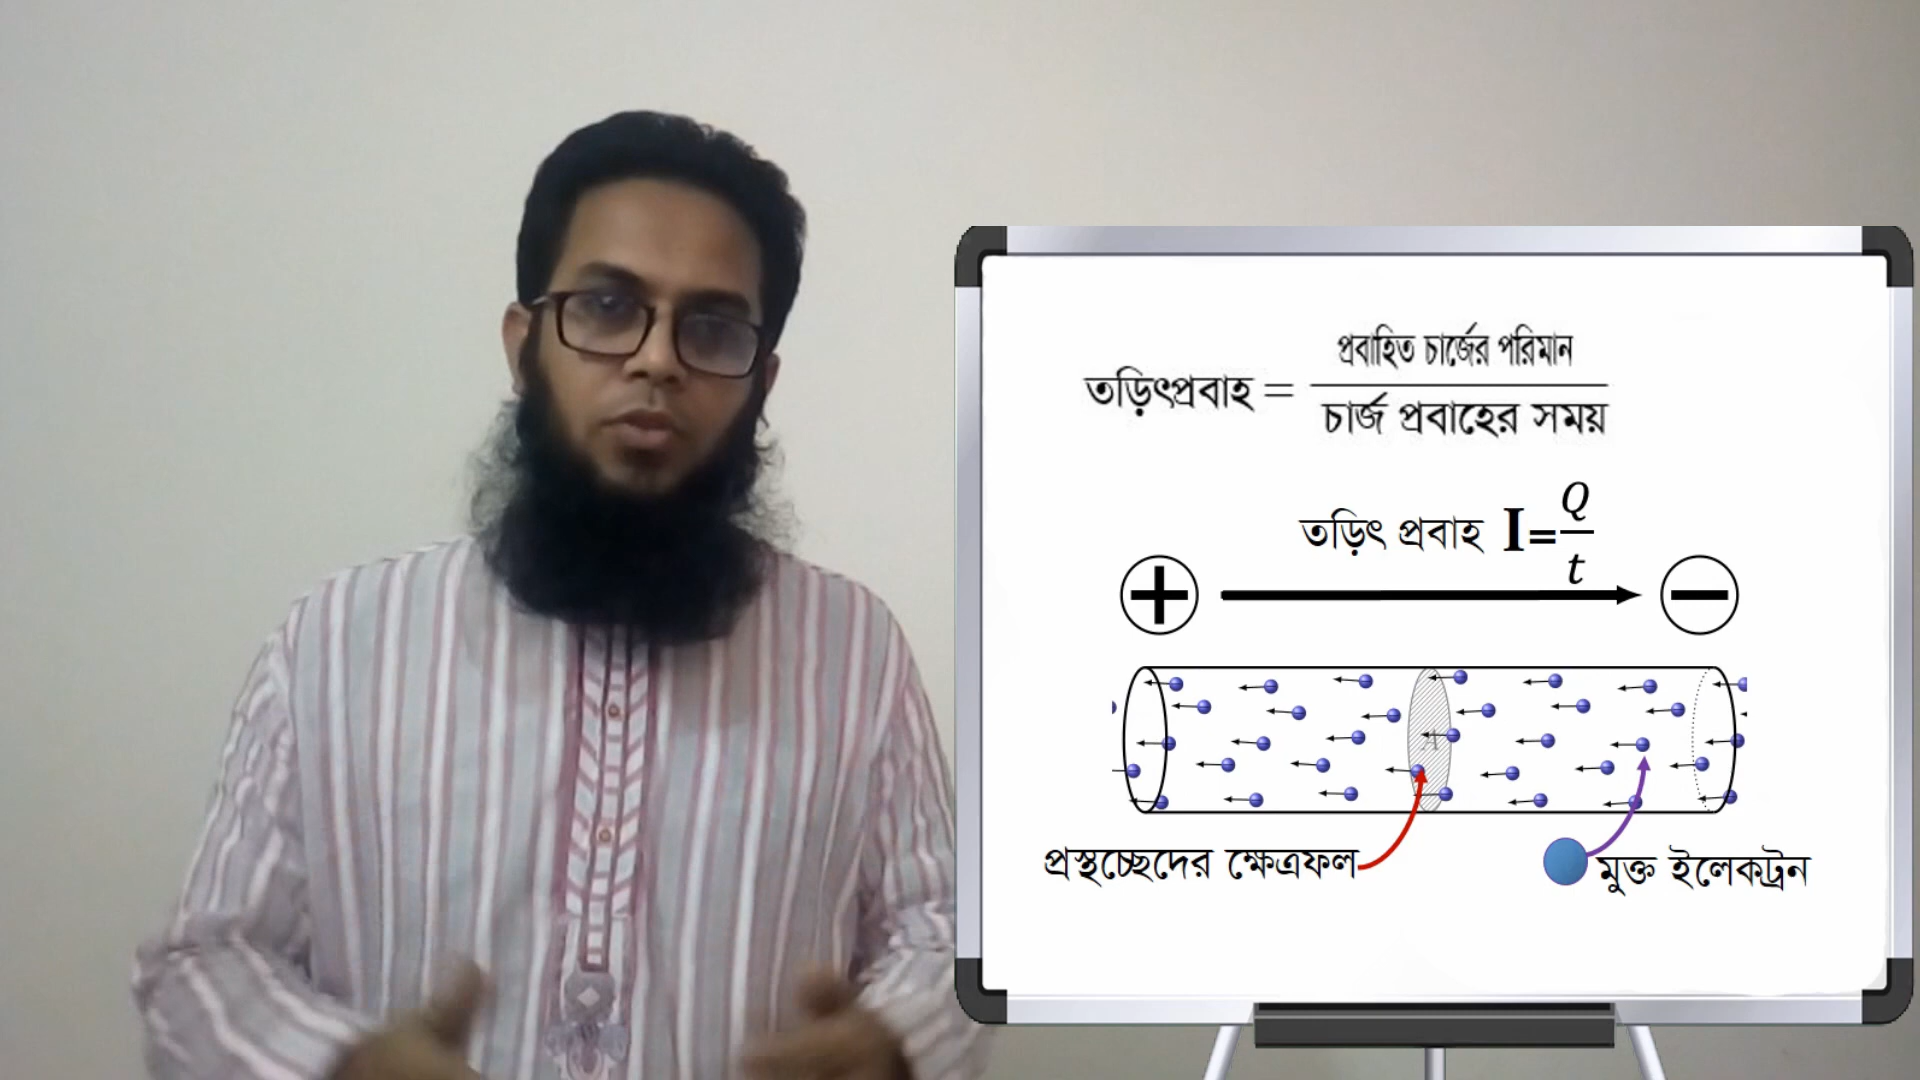 প্রবাহিত চার্জের পরিমান
তড়িৎপ্রবাহ =
চার্জ প্রবাহের সময়
তড়িৎ প্রবাহ I=Q/t
+ −
A
প্রস্থচ্ছেদের ক্ষেত্রফল
মুক্ত ইলেকট্রন